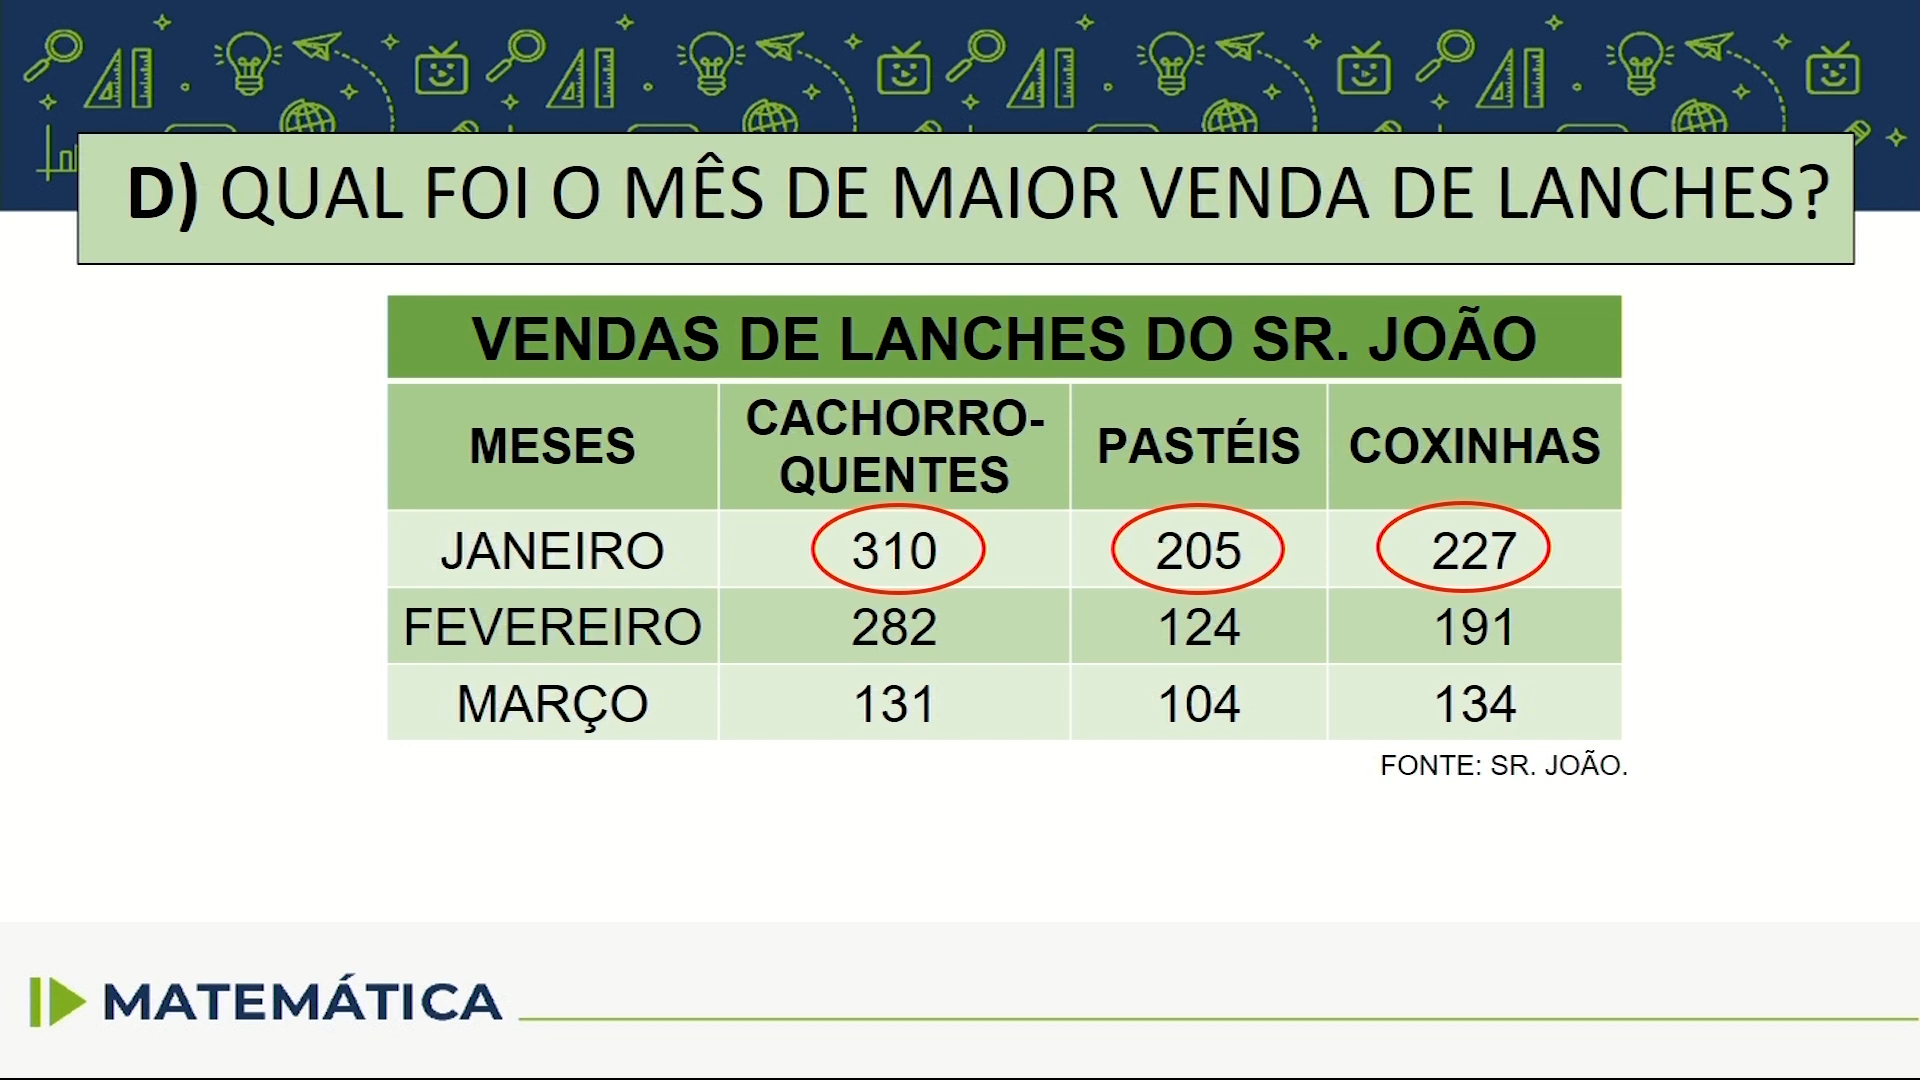 D) QUAL FOI O MÊS DE MAIOR VENDA DE LANCHES?
VENDAS DE LANCHES DO SR. JOÃO
MESES CACHORRO-QUENTES PASTÉIS COXINHAS
JANEIRO 310 205 227
FEVEREIRO 282 124 191
MARÇO 131 104 134
FONTE: SR. JOÃO.
MATEMÁTICA